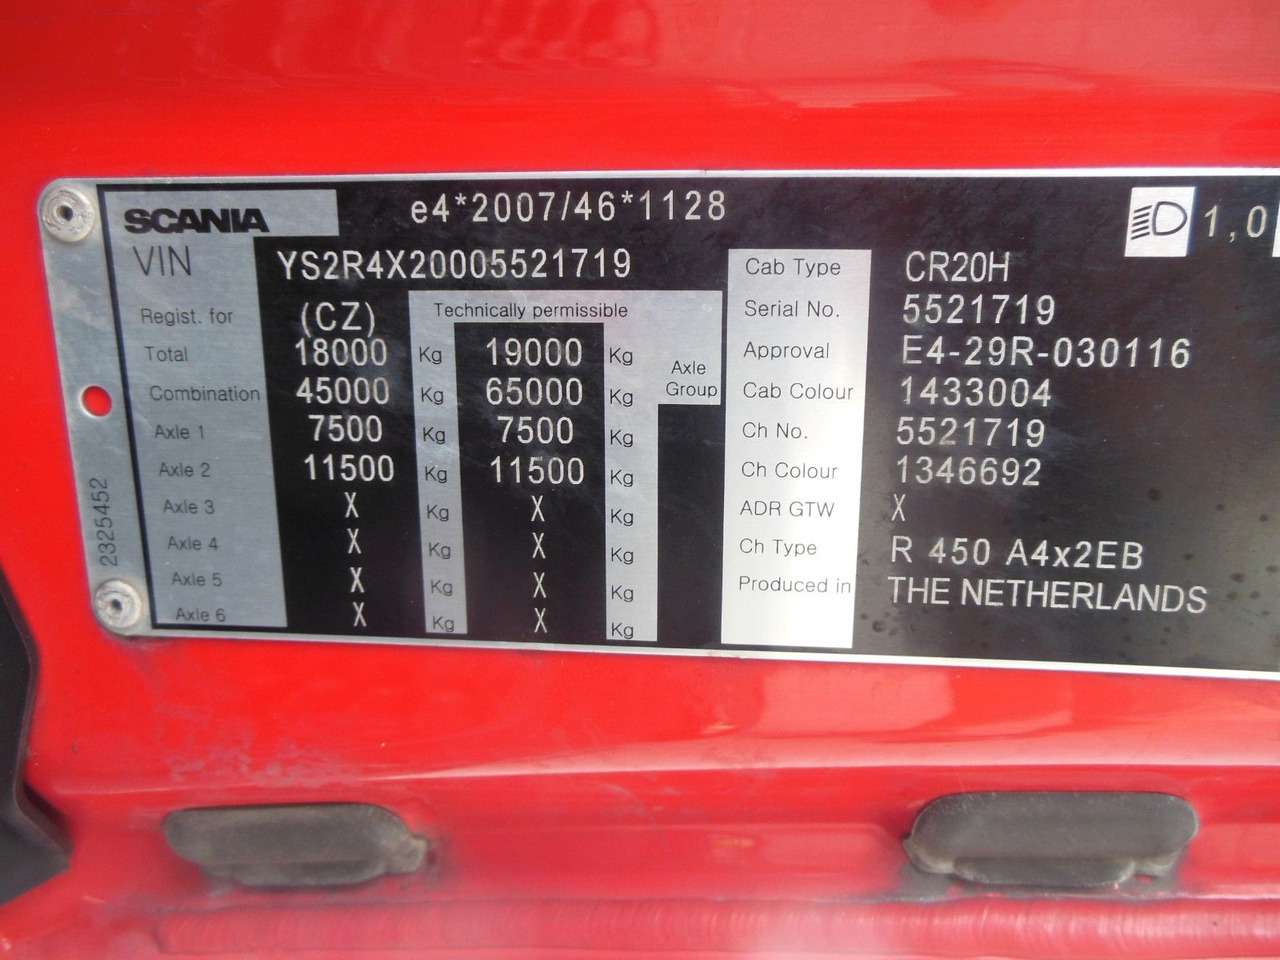 SCANIA e4*2007/46*1128 1,0
VIN YS2R4X20005521719 Cab Type CR20H
Regist. for (CZ) Technically permissible Serial No. 5521719
Total 18000 Kg 19000 Kg Axle Group Approval E4-29R-030116
Combination 45000 Kg 65000 Kg Cab Colour 1433004
Axle 1 7500 Kg 7500 Kg Ch No. 5521719
Axle 2 11500 Kg 11500 Kg Ch Colour 1346692
Axle 3 X Kg X Kg ADR GTW X
Axle 4 X Kg X Kg Ch Type R 450 A4x2EB
Axle 5 X Kg X Kg Produced in THE NETHERLANDS
Axle 6 X Kg X Kg
2325452